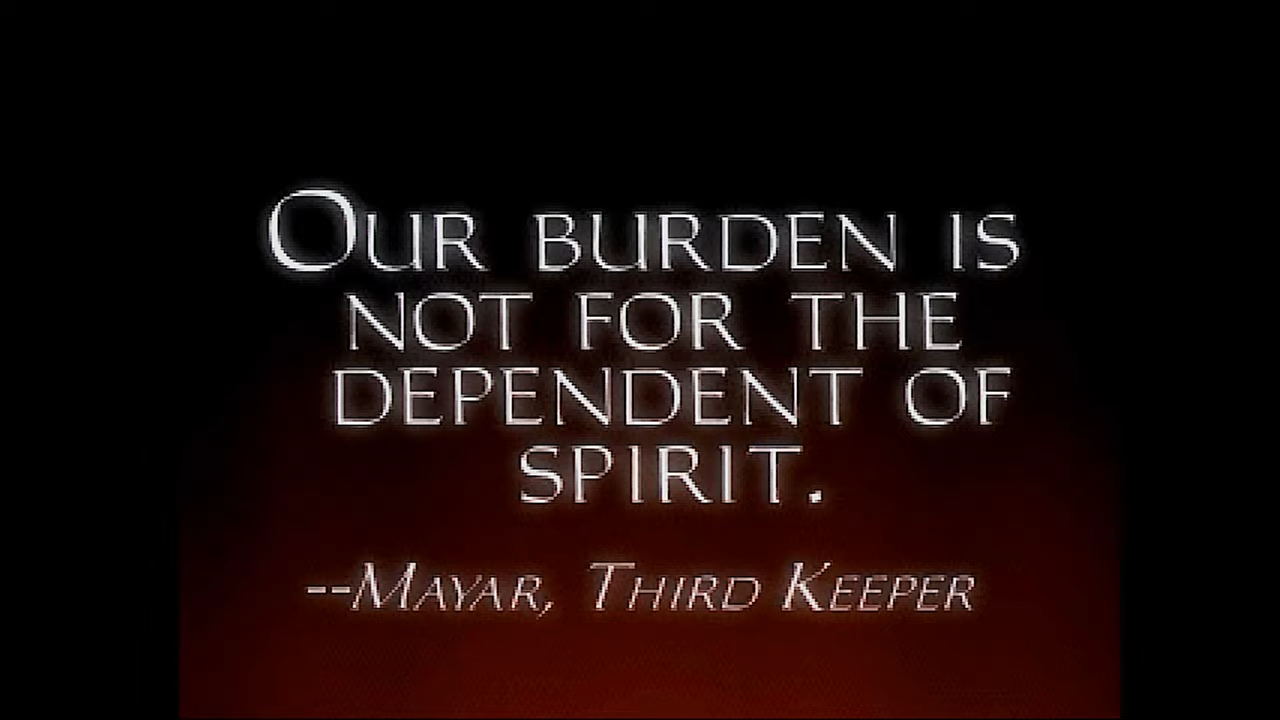 OUR BURDEN IS
NOT FOR THE
DEPENDENT OF
SPIRIT.
--MAYAR, THIRD KEEPER